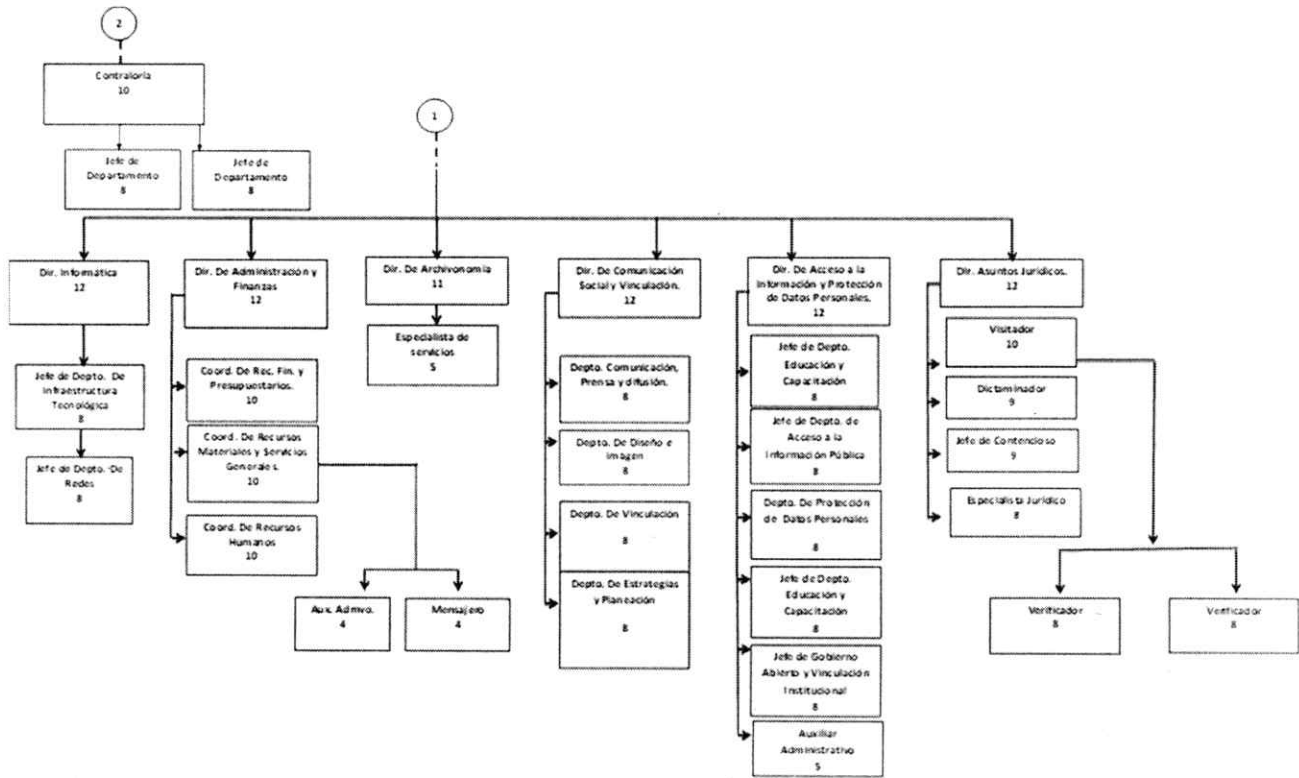 2
Contraloría
10
1
Jefe de
Departamento
8
Jefe de
Departamento
8
Dir. Informática
12
Jefe de Depto. De
Infraestructura
Tecnológica
8
Jefe de Depto. De
Redes
8
Dir. De Administración y
Finanzas
12
Coord. De Rec. Fin. y
Presupuestarios.
10
Coord. De Recursos
Materiales y Servicios
Generales.
10
Coord. De Recursos
Humanos
10
Aux. Admvo.
4
Mensajero
4
Dir. De Archivonomía
11
Especialista de
servicios
5
Dir. De Comunicación
Social y Vinculación.
12
Depto. Comunicación,
Prensa y difusión.
8
Depto. De Diseño e
Imagen
8
Depto. De Vinculación
8
Depto. De Estrategias
y Planeación
8
Dir. De Acceso a la
Información y Protección
de Datos Personales.
12
Jefe de Depto.
Educación y
Capacitación
8
Jefe de Depto. de
Acceso a la
Información Pública
8
Depto. De Protección
de Datos Personales
8
Jefe de Depto.
Educación y
Capacitación
8
Jefe de Gobierno
Abierto y Vinculación
Institucional
8
Auxiliar
Administrativo
5
Dir. Asuntos Jurídicos.
12
Visitador
10
Dictaminador
9
Jefe de Contencioso
9
Especialista Jurídico
8
Verificador
8
Verificador
8